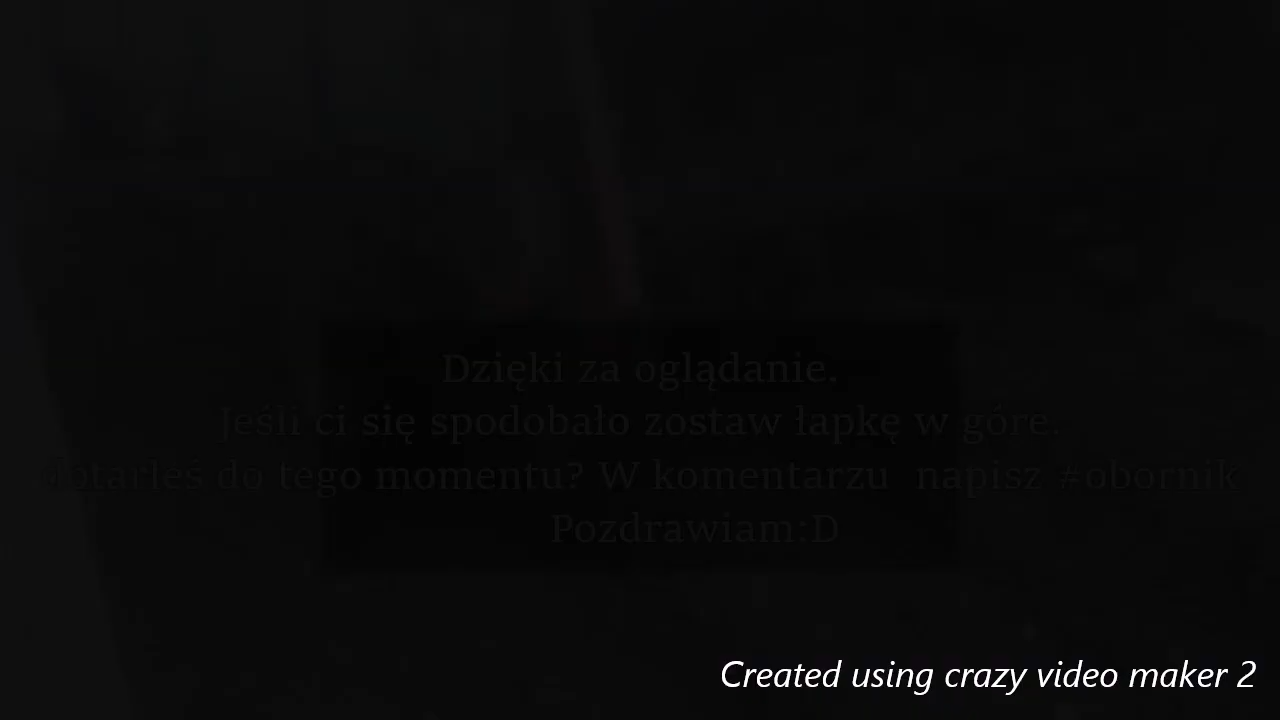 Dzięki za oglądanie.
Jeśli ci się spodobało zostaw łapkę w góre.
dotarłeś do tego momentu? W komentarzu napisz #obornik
Pozdrawiam:D
Created using crazy video maker 2